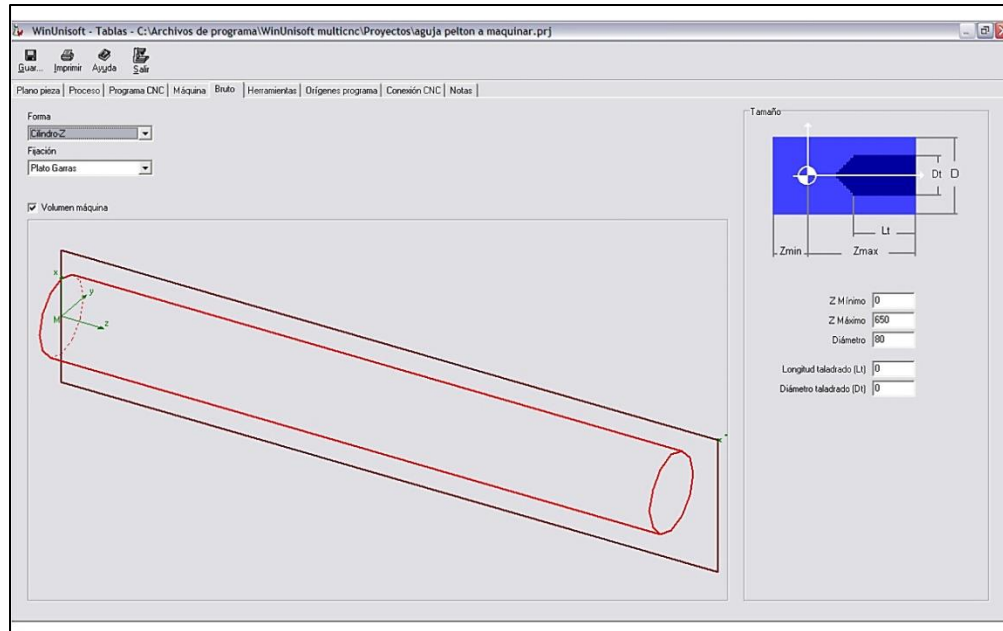 WinUnisoft - Tablas - C:\Archivos de programa\WinUnisoft multicnc\Proyectos\aguja pelton a maquinar.prj
Guar... Imprimir Ayuda Salir
Plano pieza | Proceso | Programa CNC | Máquina | Bruto | Herramientas | Orígenes programa | Conexión CNC | Notas |
Forma
Cilindro-Z
Fijación
Plato Garras
Volumen máquina
x
y
M
z
Tamaño
Dt D
Lt
Zmin Zmax
Z Mínimo 0
Z Máximo 650
Diámetro 80
Longitud taladrado (Lt) 0
Diámetro taladrado (Dt) 0